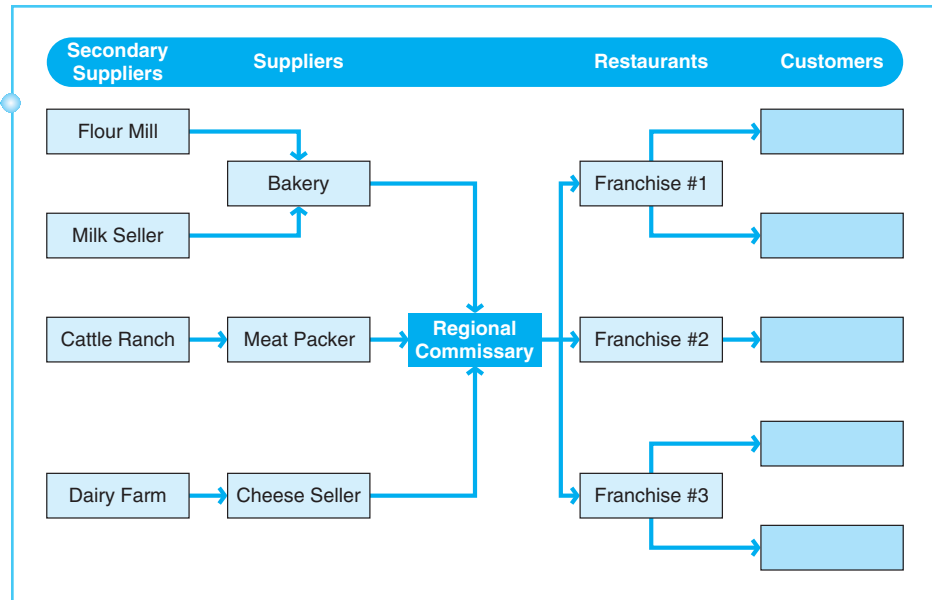 Secondary
Suppliers
Suppliers
Restaurants
Customers
Flour Mill
Bakery
Franchise #1
Milk Seller
Cattle Ranch
Meat Packer
Regional
Commissary
Franchise #2
Dairy Farm
Cheese Seller
Franchise #3